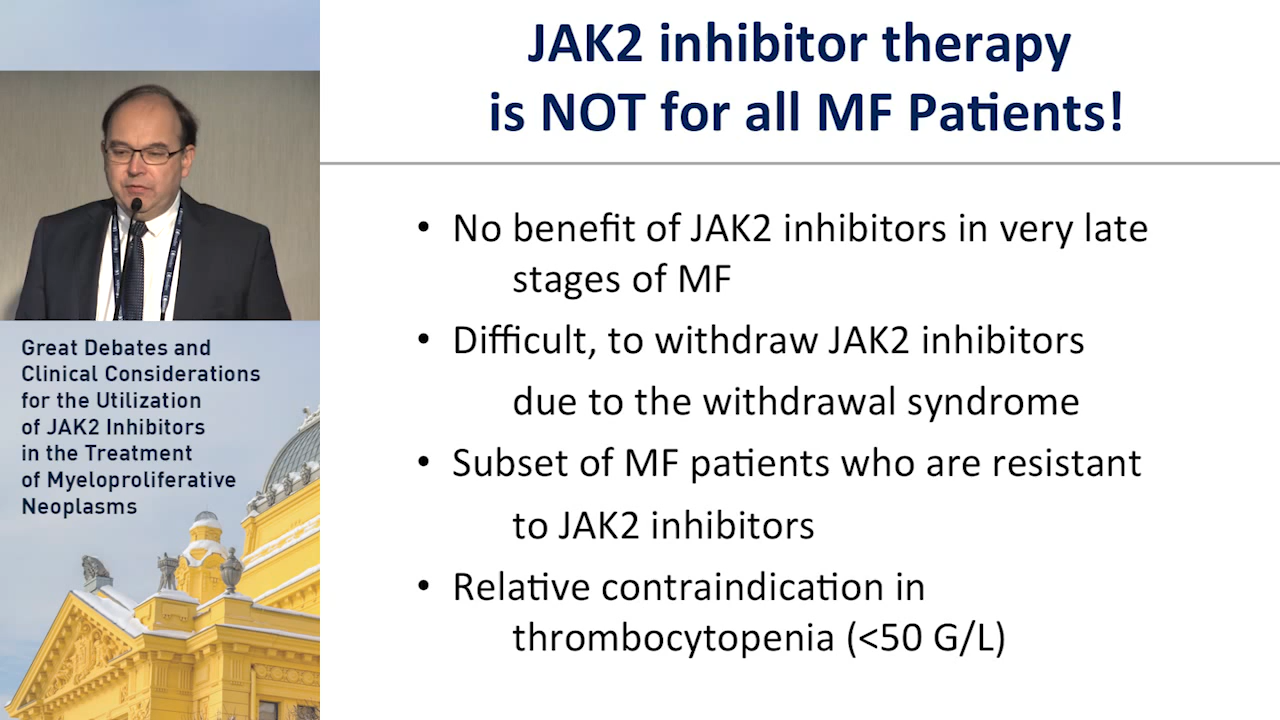 JAK2 inhibitor therapy
is NOT for all MF Patients!
• No benefit of JAK2 inhibitors in very late
stages of MF
• Difficult, to withdraw JAK2 inhibitors
due to the withdrawal syndrome
• Subset of MF patients who are resistant
to JAK2 inhibitors
• Relative contraindication in
thrombocytopenia (<50 G/L)
Great Debates and
Clinical Considerations
for the Utilization
of JAK2 Inhibitors
in the Treatment
of Myeloproliferative
Neoplasms